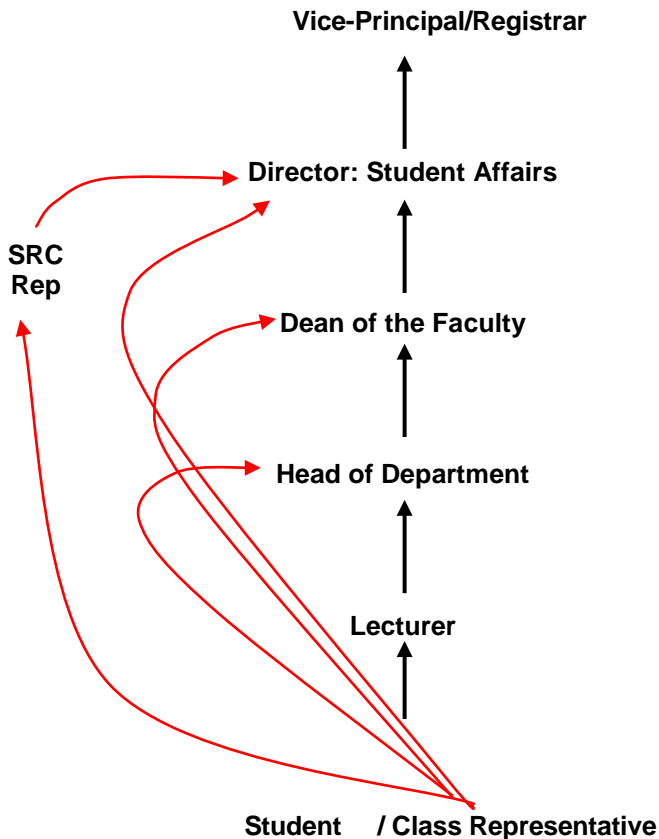 Vice-Principal/Registrar
Director: Student Affairs
SRC
Rep
Dean of the Faculty
Head of Department
Lecturer
Student / Class Representative